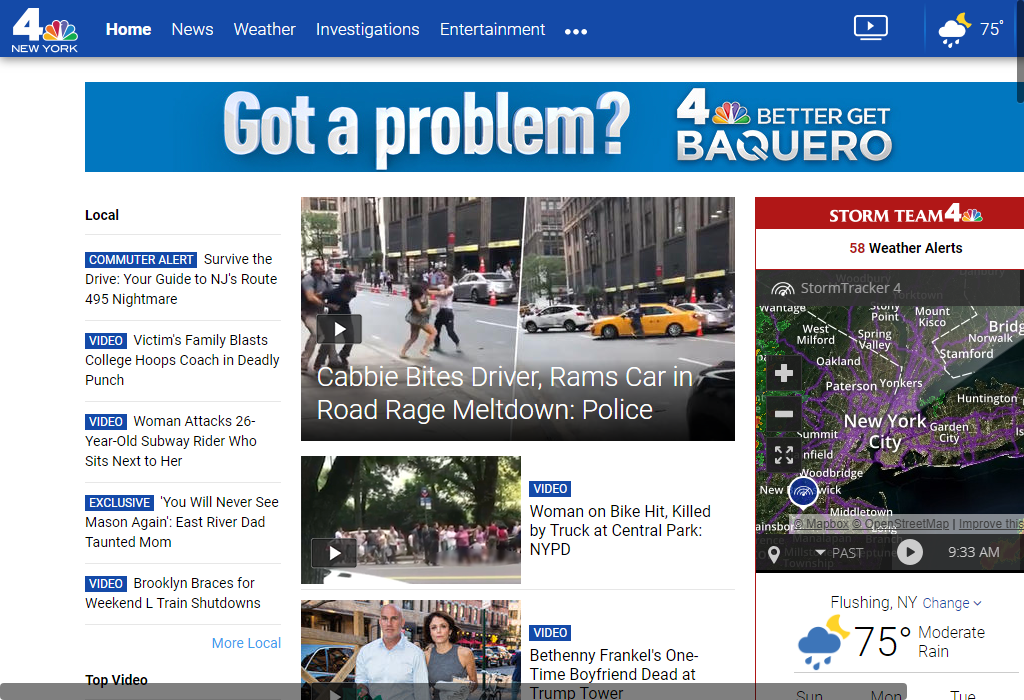 4
NEW YORK
Home News Weather Investigations Entertainment
75°
Got a problem?
4 BETTER GET
BAQUERO
Local
COMMUTER ALERT Survive the
Drive: Your Guide to NJ's Route
495 Nightmare
VIDEO Victim's Family Blasts
College Hoops Coach in Deadly
Punch
VIDEO Woman Attacks 26-
Year-Old Subway Rider Who
Sits Next to Her
EXCLUSIVE 'You Will Never See
Mason Again': East River Dad
Taunted Mom
VIDEO Brooklyn Braces for
Weekend L Train Shutdowns
More Local
Top Video
Cabbie Bites Driver, Rams Car in
Road Rage Meltdown: Police
VIDEO
Woman on Bike Hit, Killed
by Truck at Central Park:
NYPD
VIDEO
Bethenny Frankel's One-
Time Boyfriend Dead at
Trump Tower
STORM TEAM 4
58 Weather Alerts
StormTracker 4
Yorktown
Wantage
Stony
Point
Mount
Kisco
West
Milford
Spring
Valley
Bridg
Norwalk
Stamford
Oakland
Paterson
Yonkers
Huntington
New York
City
Garden
City
Is
Summit
nfield
Woodbridge
New
wick
Middletown
ainsbor
© Mapbox © OpenStreetMap | Improve this
Manalapan
Township
PAST
9:33 AM
Flushing, NY Change
75°
Moderate
Rain
Sun Mon Tue